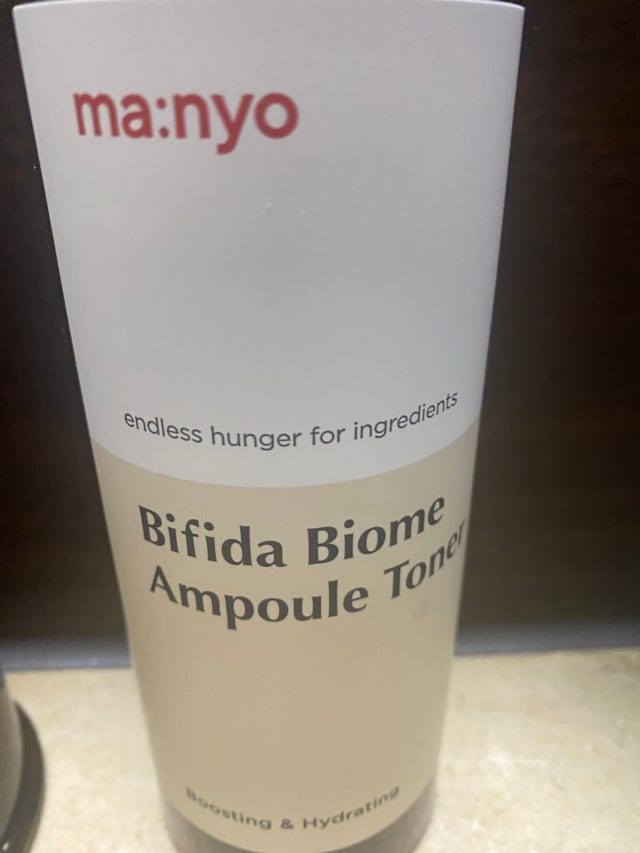 ma:nyo
endless hunger for ingredients
Bifida Biome
Ampoule Toner
Boosting & Hydrating